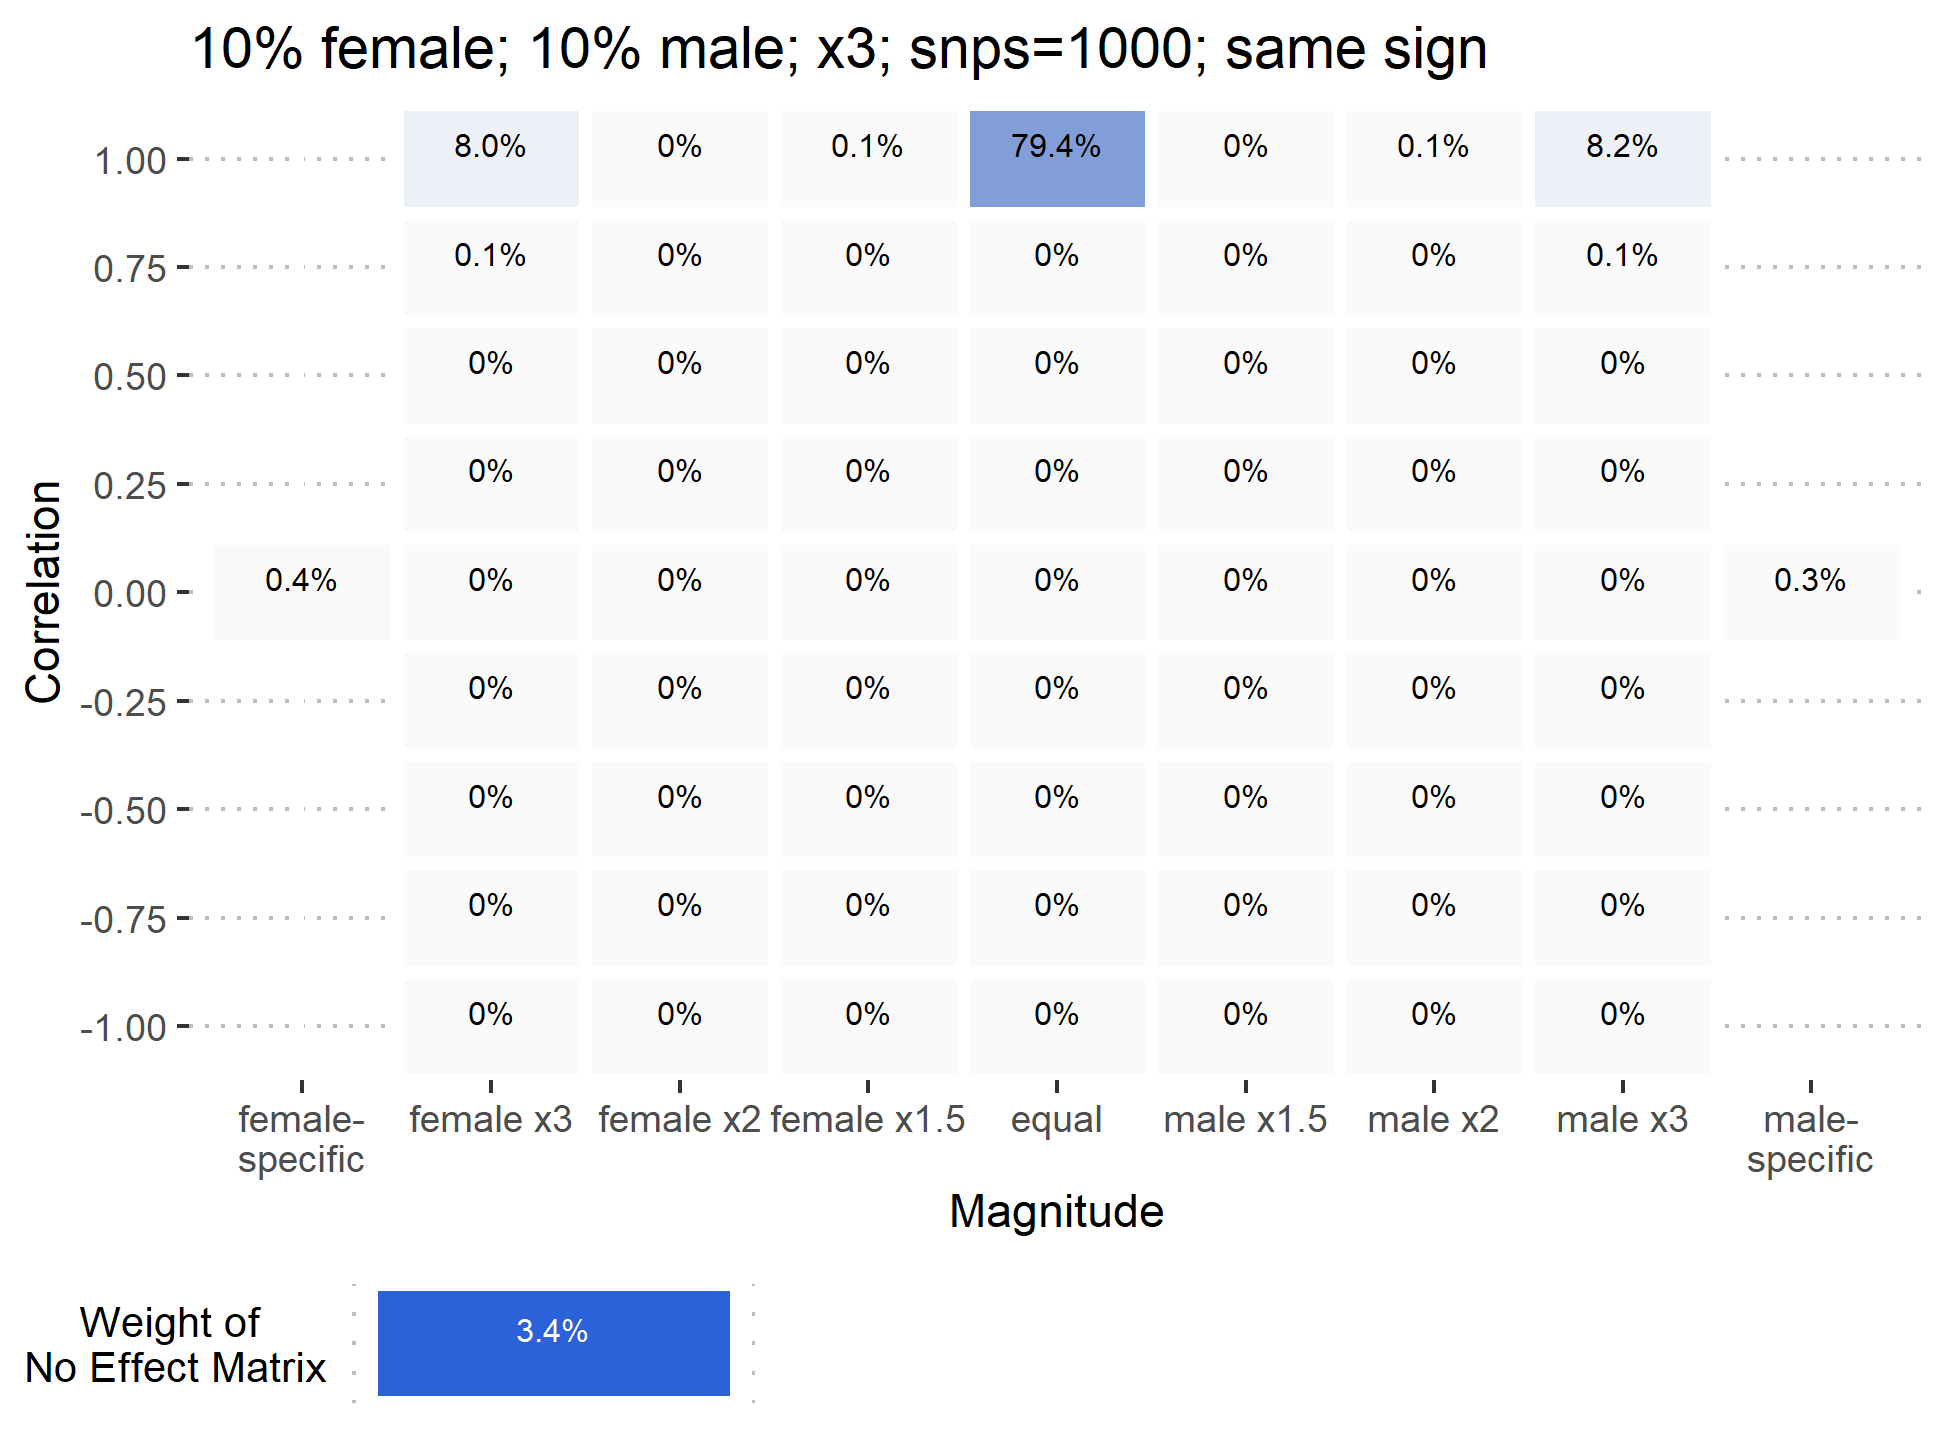 10% female; 10% male; x3; snps=1000; same sign
1.00 8.0% 0% 0.1% 79.4% 0% 0.1% 8.2%
0.75 0.1% 0% 0% 0% 0% 0% 0.1%
0.50 0% 0% 0% 0% 0% 0% 0%
0.25 0% 0% 0% 0% 0% 0% 0%
Correlation
0.00 0.4% 0% 0% 0% 0% 0% 0% 0% 0.3%
-0.25 0% 0% 0% 0% 0% 0% 0%
-0.50 0% 0% 0% 0% 0% 0% 0%
-0.75 0% 0% 0% 0% 0% 0% 0%
-1.00 0% 0% 0% 0% 0% 0% 0%
female- female x3 female x2 female x1.5 equal male x1.5 male x2 male x3 male-
specific specific
Magnitude
Weight of
No Effect Matrix
3.4%